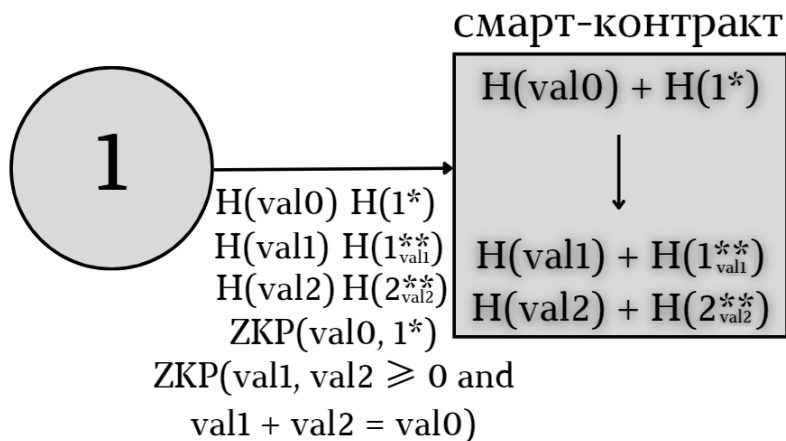 смарт-контракт
1
H(val0) + H(1*)
H(val0) H(1*)
H(val1) H(1**val1)
H(val2) H(2**val2)
ZKP(val0, 1*)
ZKP(val1, val2 ⩾ 0 and
val1 + val2 = val0)
H(val1) + H(1**val1)
H(val2) + H(2**val2)